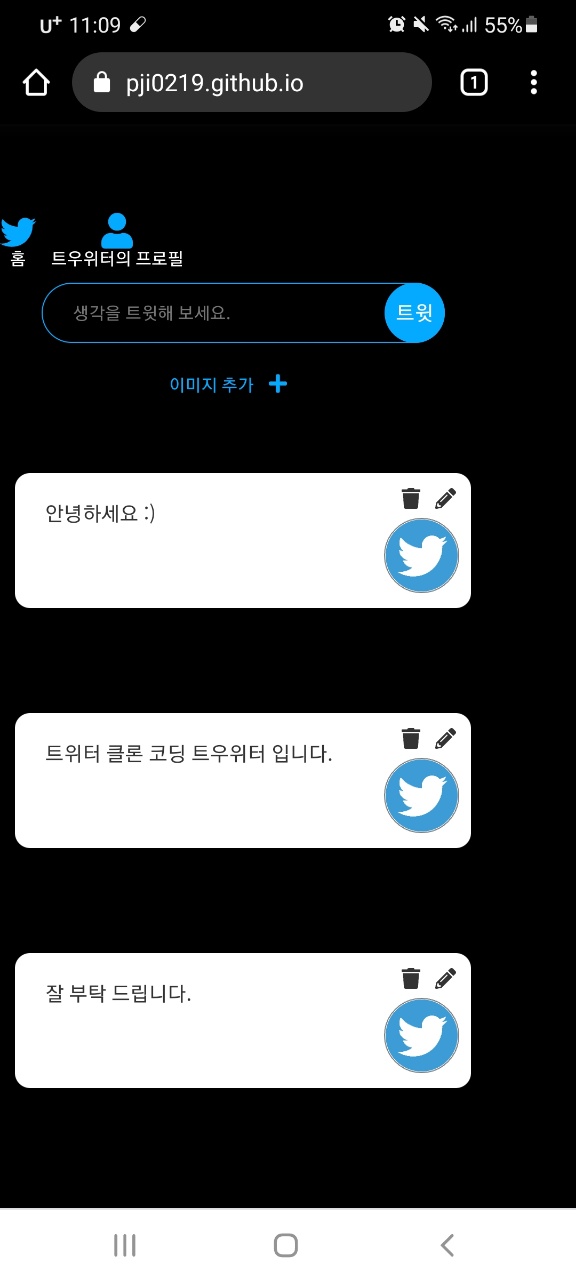 U+ 11:09 55%
pji0219.github.io 1
홈 트우위터의 프로필
생각을 트윗해 보세요. 트윗
이미지 추가
안녕하세요 :)
트위터 클론 코딩 트우위터 입니다.
잘 부탁 드립니다.